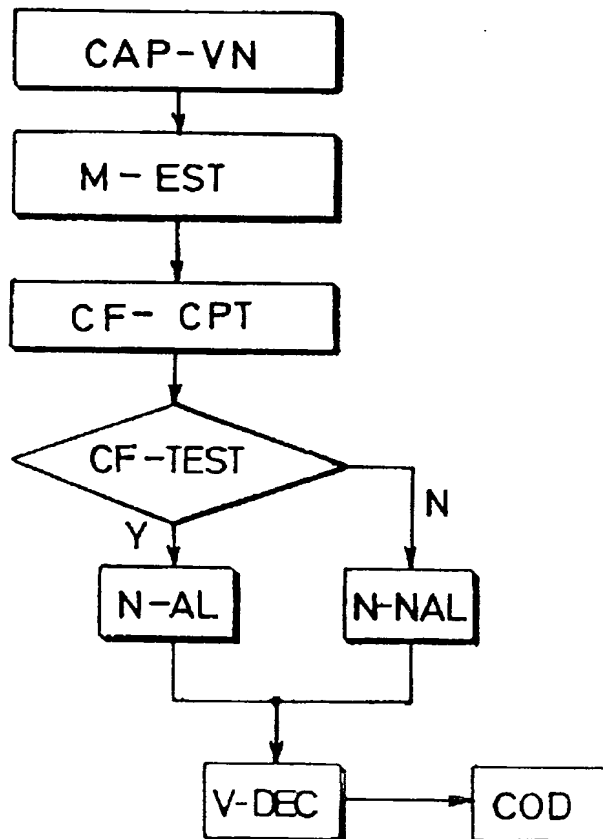 CAP-VN
M-EST
CF-CPT
CF-TEST
Y
N
N-AL
N-NAL
V-DEC
COD